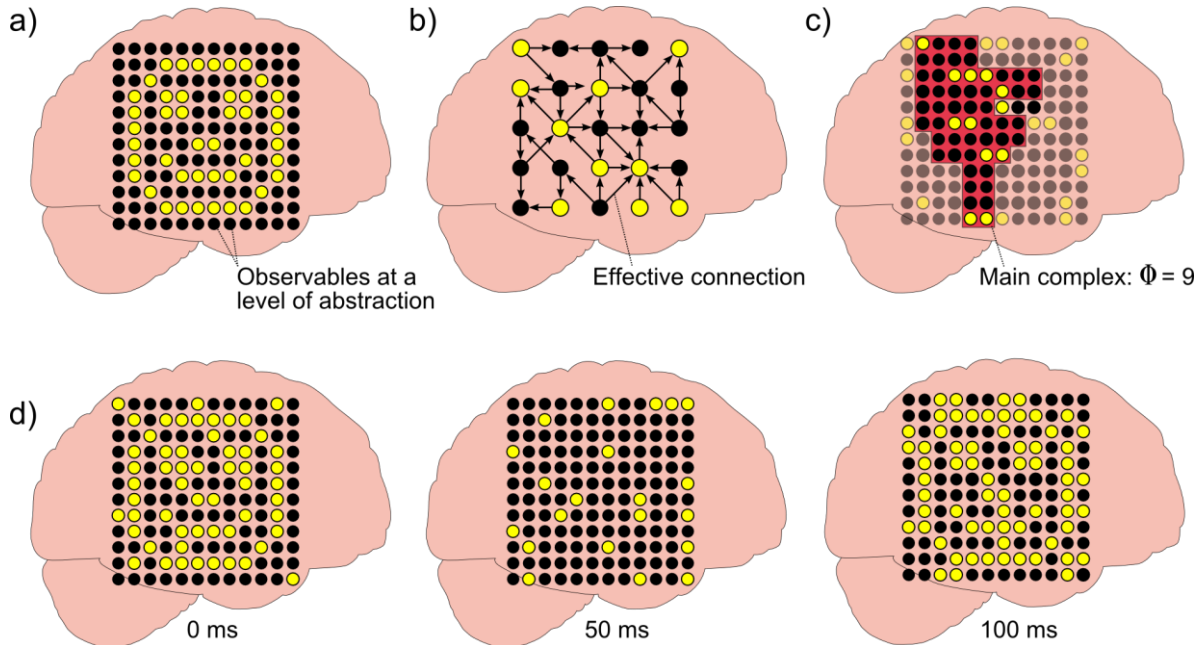 a)
b)
c)
Observables at a
level of abstraction
Effective connection
Main complex: Φ = 9
d)
0 ms
50 ms
100 ms